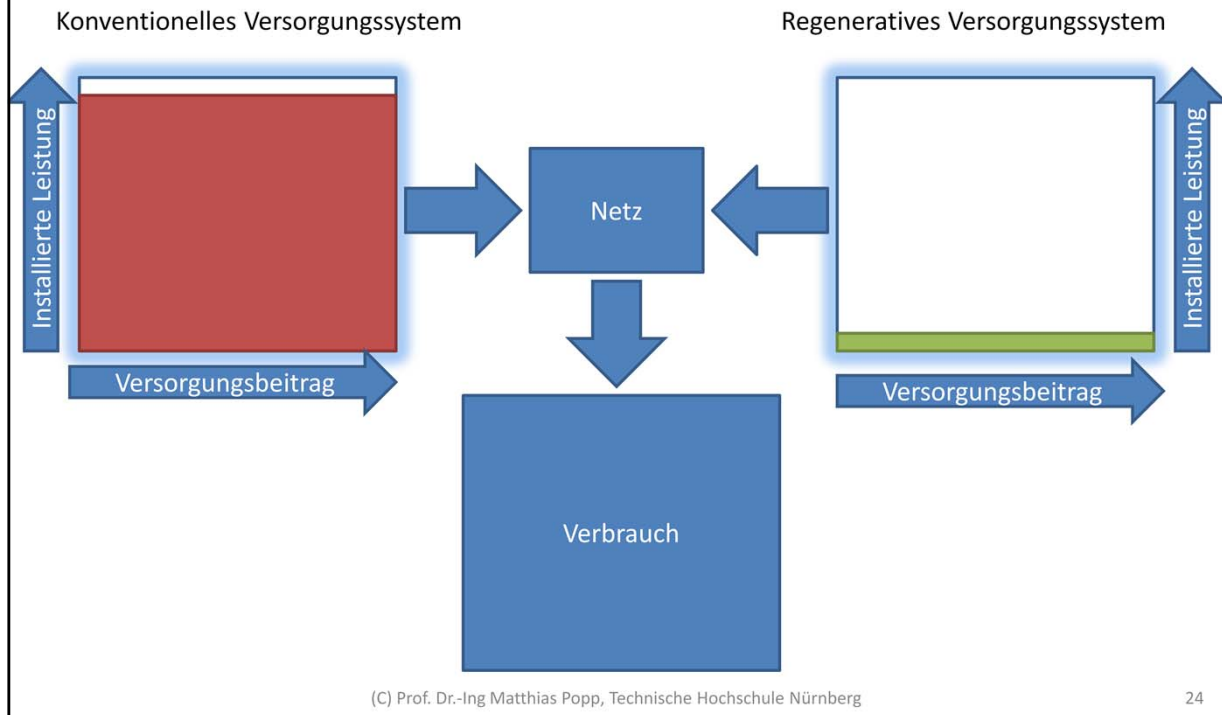 Konventionelles Versorgungssystem
Regeneratives Versorgungssystem
Installierte Leistung
Versorgungsbeitrag
Netz
Installierte Leistung
Versorgungsbeitrag
Verbrauch
(C) Prof. Dr.-Ing Matthias Popp, Technische Hochschule Nürnberg
24